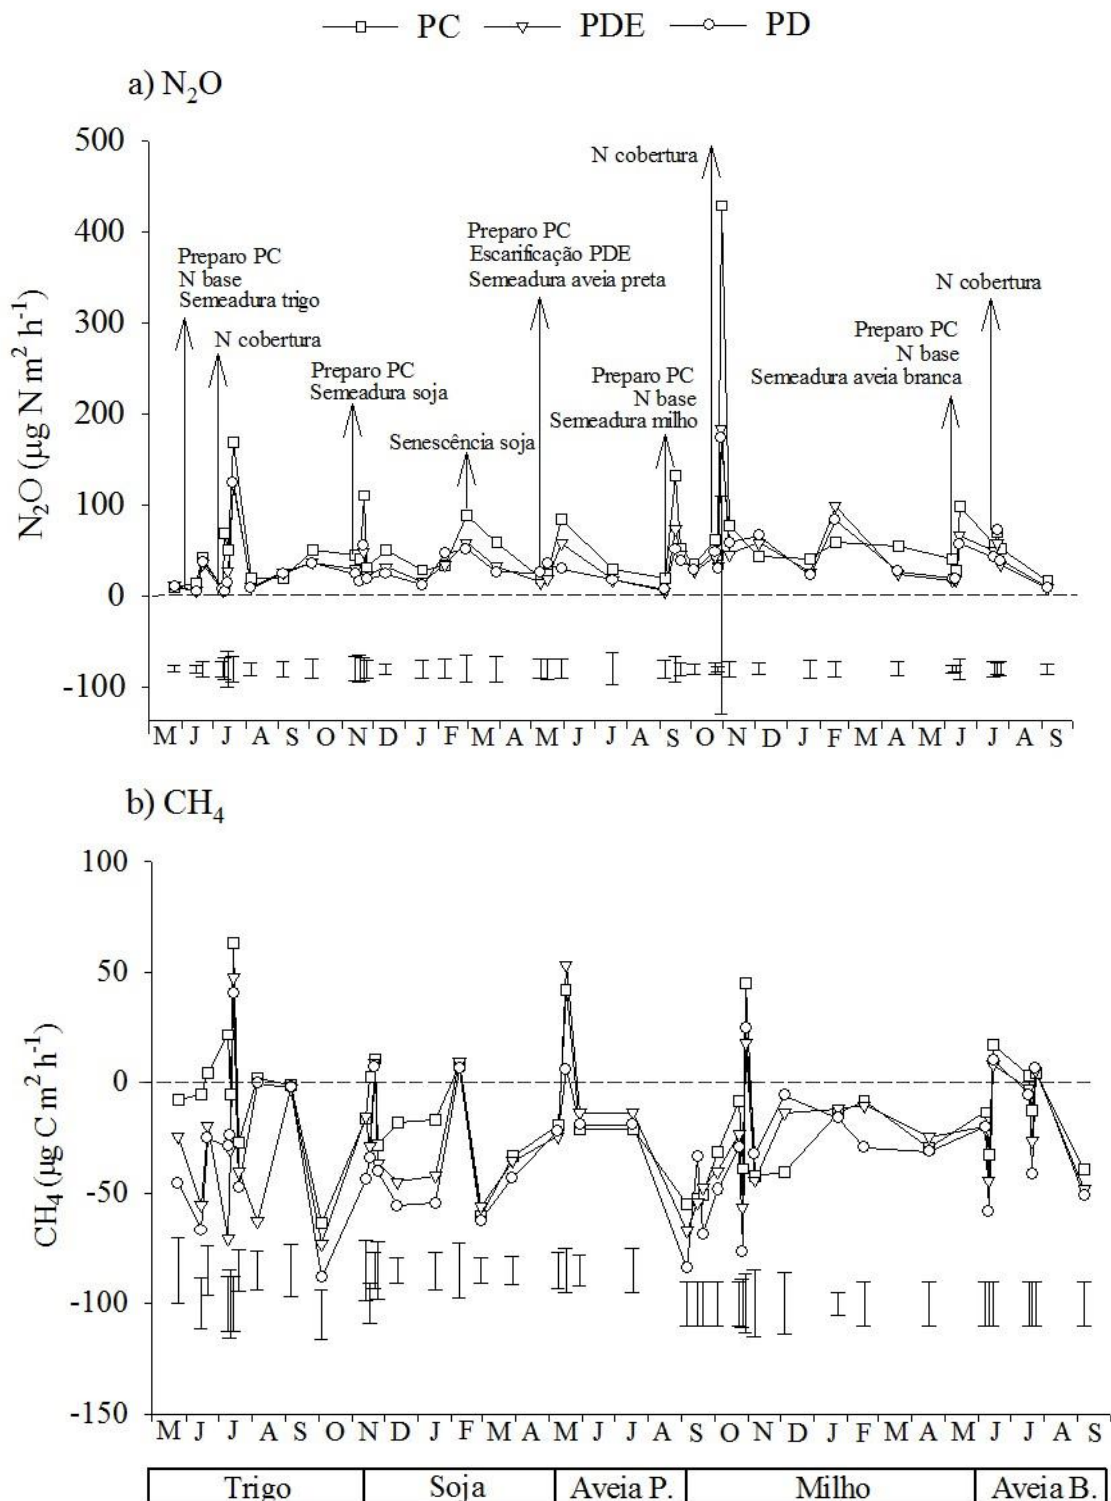 PC PDE PD
a) N₂O
500
400
300
200
100
0
-100
N₂O (µg N m² h⁻¹)
Preparo PC
N base
Semeadura trigo
N cobertura
Preparo PC
Semeadura soja
Senescência soja
Preparo PC
Escarificação PDE
Semeadura aveia preta
Preparo PC
N base
Semeadura milho
N cobertura
Preparo PC
N base
Semeadura aveia branca
N cobertura
M J J A S O N D J F M A M J J A S O N D J F M A M J J A S
b) CH₄
100
50
0
-50
-100
-150
CH₄ (µg C m² h⁻¹)
M J J A S O N D J F M A M J J A S O N D J F M A M J J A S
Trigo Soja Aveia P. Milho Aveia B.